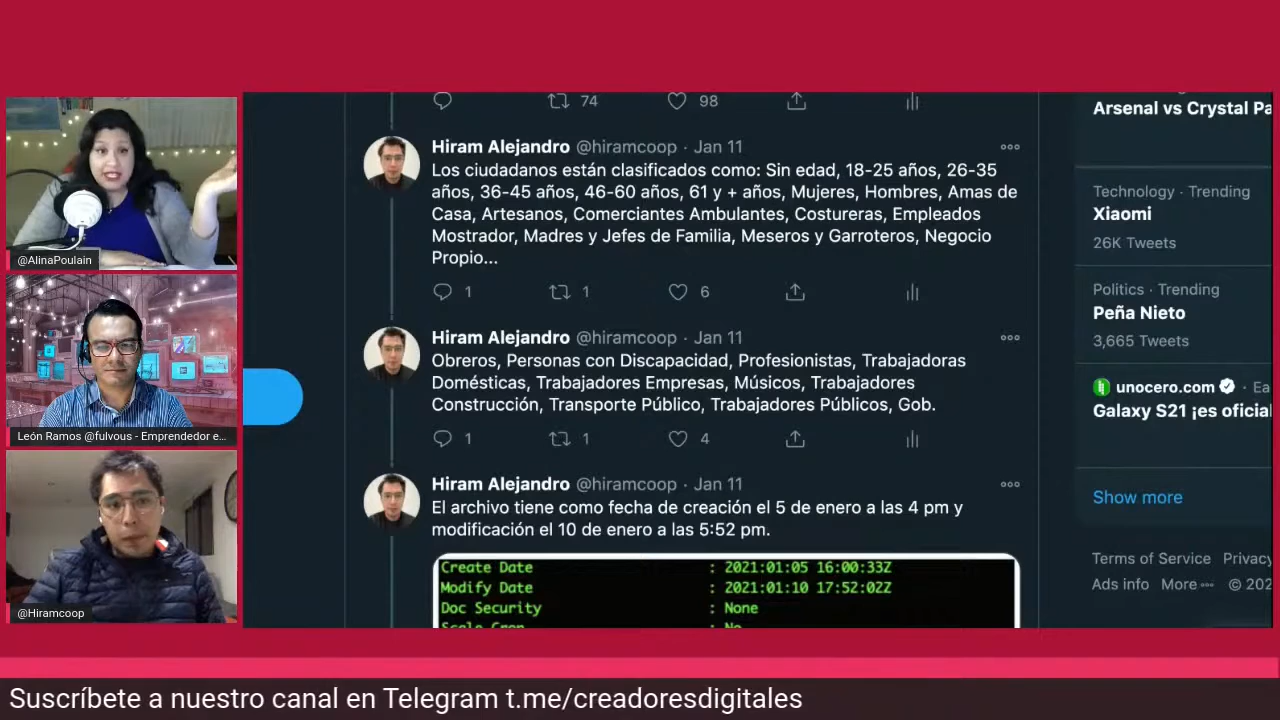 @AlinaPoulain
León Ramos @fulvous - Emprendedor e...
@Hiramcoop
74
98
Hiram Alejandro @hiramcoop · Jan 11
Los ciudadanos están clasificados como: Sin edad, 18-25 años, 26-35
años, 36-45 años, 46-60 años, 61 y + años, Mujeres, Hombres, Amas de
Casa, Artesanos, Comerciantes Ambulantes, Costureras, Empleados
Mostrador, Madres y Jefes de Familia, Meseros y Garroteros, Negocio
Propio...
1
1
6
Hiram Alejandro @hiramcoop · Jan 11
Obreros, Personas con Discapacidad, Profesionistas, Trabajadoras
Domésticas, Trabajadores Empresas, Músicos, Trabajadores
Construcción, Transporte Público, Trabajadores Públicos, Gob.
1
1
4
Hiram Alejandro @hiramcoop · Jan 11
El archivo tiene como fecha de creación el 5 de enero a las 4 pm y
modificación el 10 de enero a las 5:52 pm.
Create Date : 2021:01:05 16:00:33Z
Modify Date : 2021:01:10 17:52:02Z
Doc Security : None
Scale Crop : No
Arsenal vs Crystal Pa
Technology · Trending
Xiaomi
26K Tweets
Politics · Trending
Peña Nieto
3,665 Tweets
unocero.com · Ea
Galaxy S21 ¡es oficial
Show more
Terms of Service Privacy
Ads info More © 202
Suscríbete a nuestro canal en Telegram t.me/creadoresdigitales